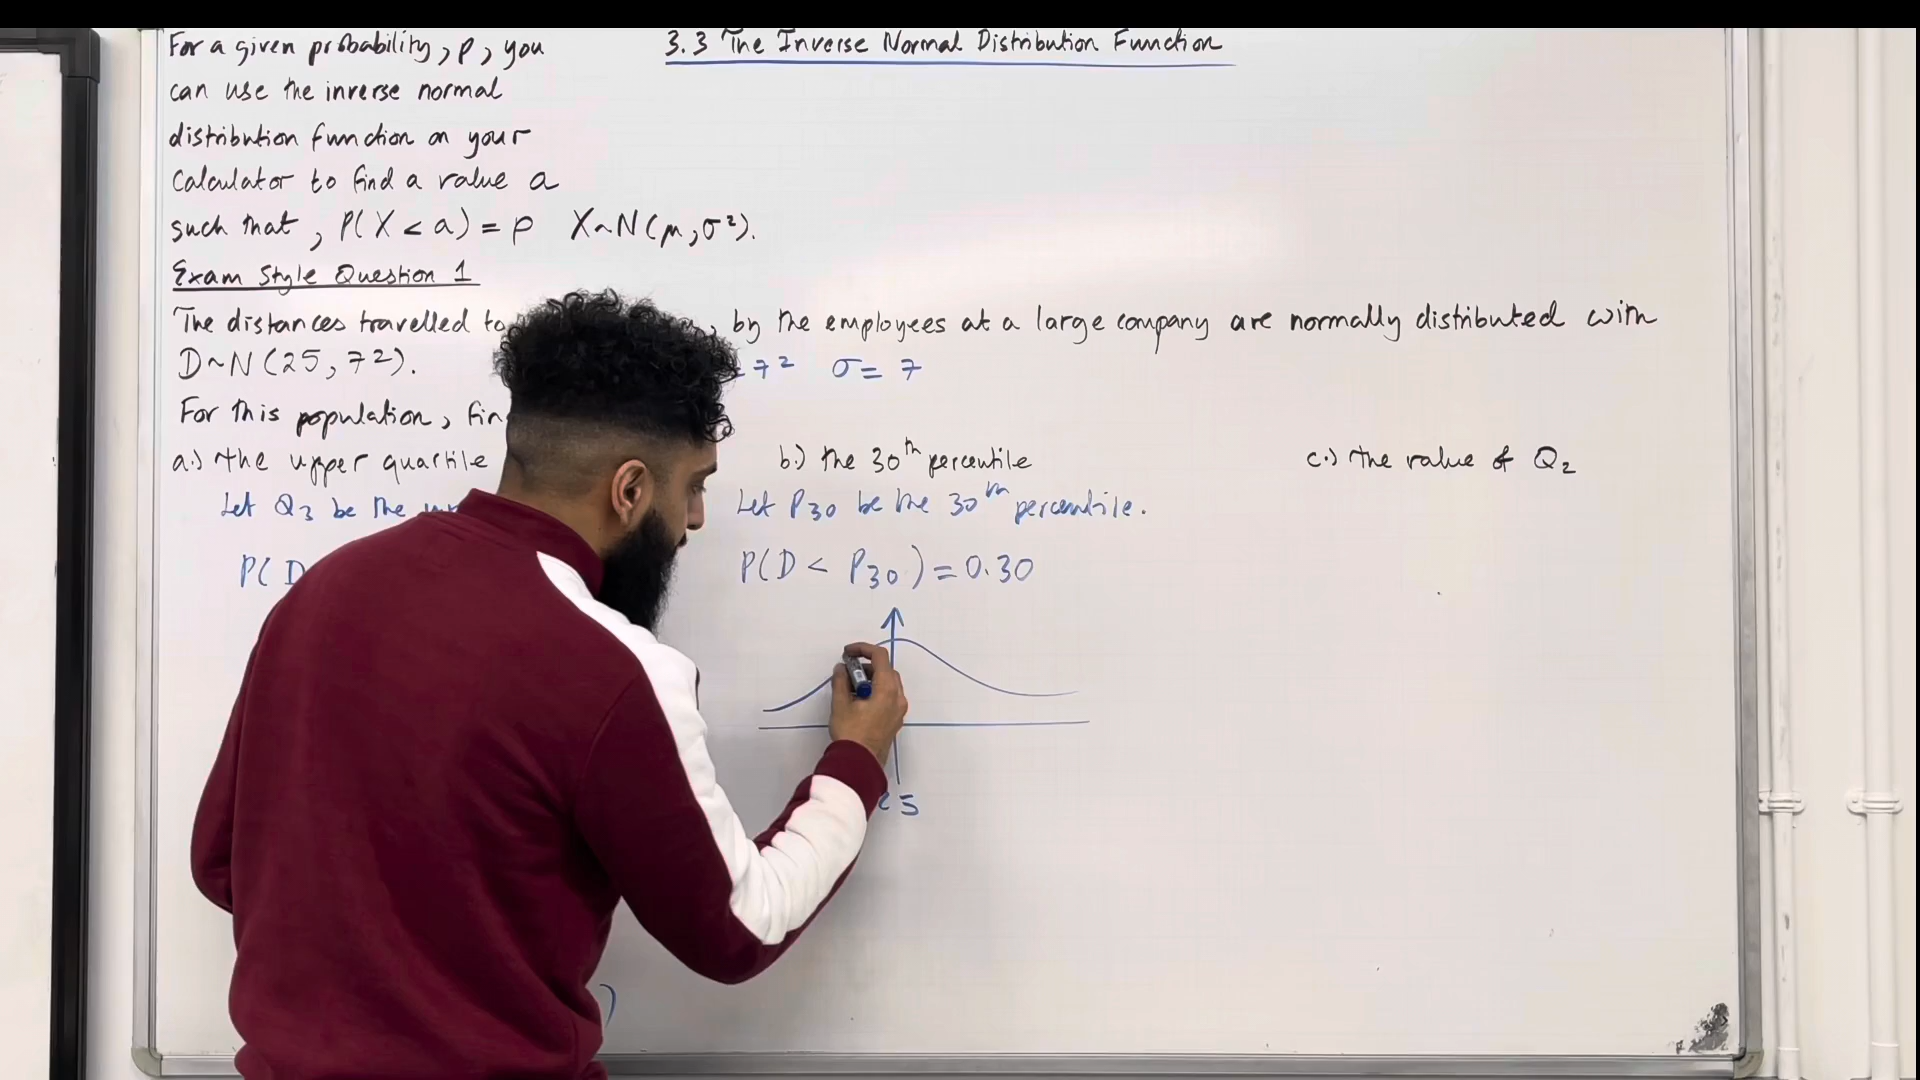 For a given probability, p, you
can use the inverse normal
distribution function on your
calculator to find a value a
such that, P(X < a) = p X~N(μ,σ²).
3.3 The Inverse Normal Distribution Function
Exam Style Question 1
The distances travelled to by the employees at a large company are normally distributed with
D~N(25,7²). 7² σ = 7
For this population,
a.) the upper quartile
Let Q₃ be the
P( D
b.) the 30th percentile
Let P30 be the 30th percentile.
P(D < P30) = 0.30
25
c.) the value of Q₂